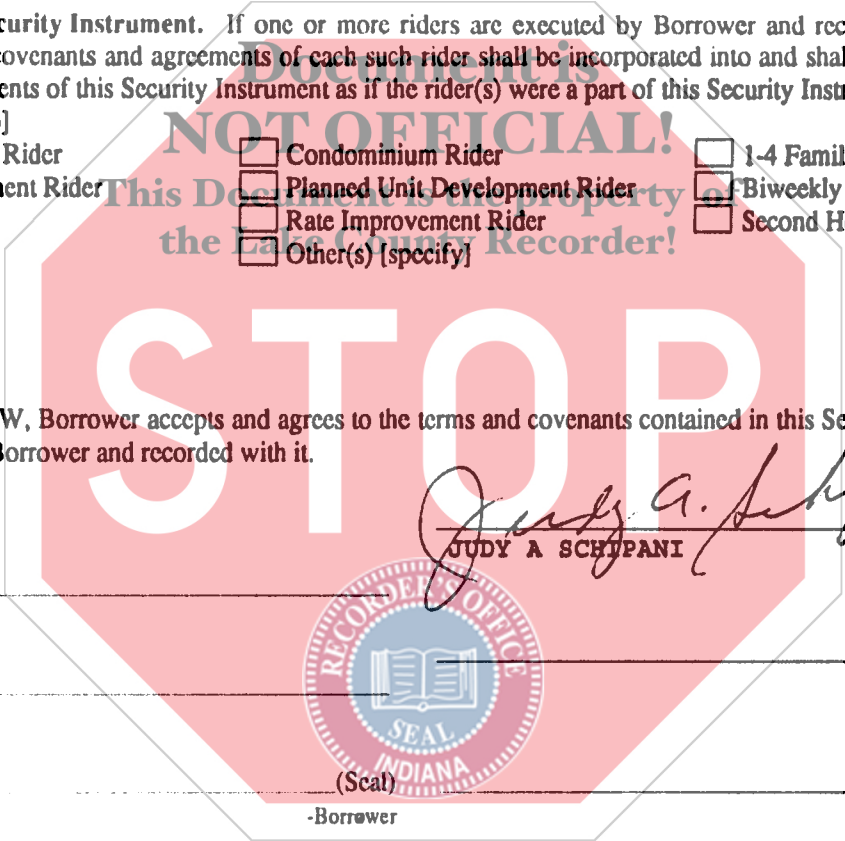 curity Instrument. If one or more riders are executed by Borrower and rec
ovenants and agreements of each such rider shall be incorporated into and shal
Document is
ents of this Security Instrument as if the rider(s) were a part of this Security Instr
]
NOT OFFICIAL!
Rider Condominium Rider 1-4 Famil
ent Rider Planned Unit Development Rider Biweekly
This Document is the property of
Rate Improvement Rider Second H
the Lake County Recorder!
Other(s) [specify]
STOP
W, Borrower accepts and agrees to the terms and covenants contained in this Se
Borrower and recorded with it.
Judy A.
JUDY A SCHIPANI
RECORDER'S OFFICE
SEAL
INDIANA
(Seal)
-Borrower